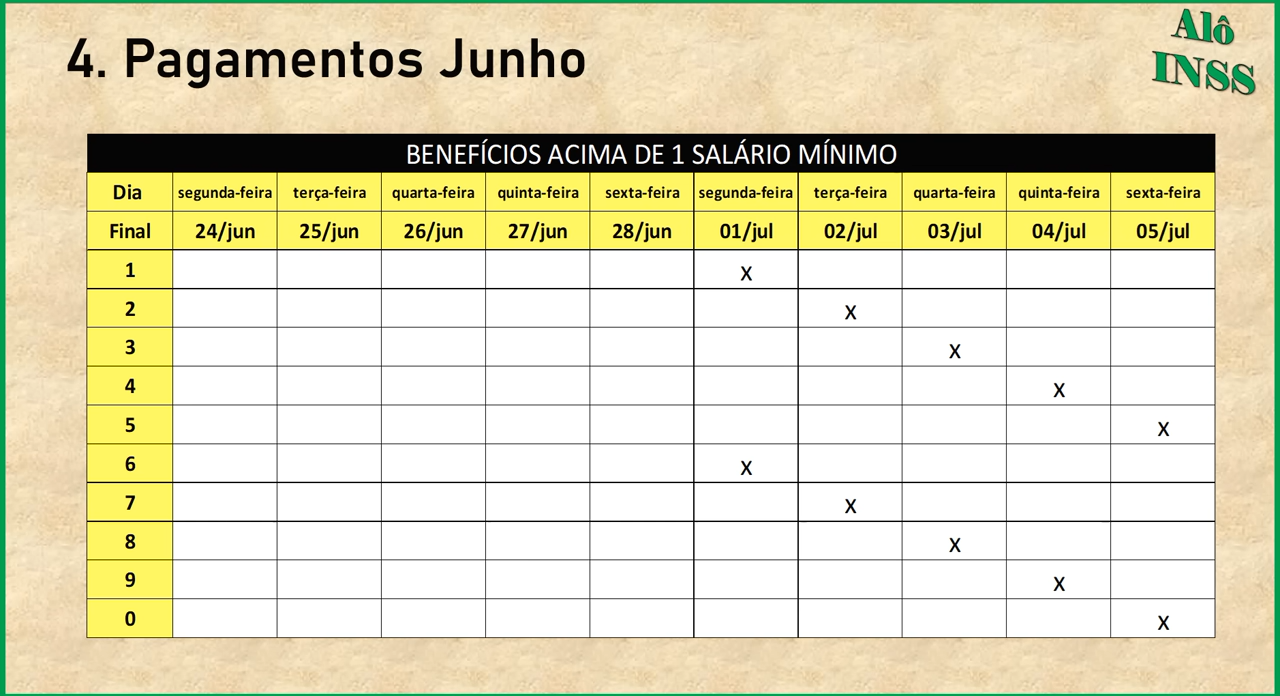 4. Pagamentos Junho
Alô
INSS
BENEFÍCIOS ACIMA DE 1 SALÁRIO MÍNIMO
Dia segunda-feira terça-feira quarta-feira quinta-feira sexta-feira segunda-feira terça-feira quarta-feira quinta-feira sexta-feira
Final 24/jun 25/jun 26/jun 27/jun 28/jun 01/jul 02/jul 03/jul 04/jul 05/jul
1 X
2 X
3 X
4 X
5 X
6 X
7 X
8 X
9 X
0 X